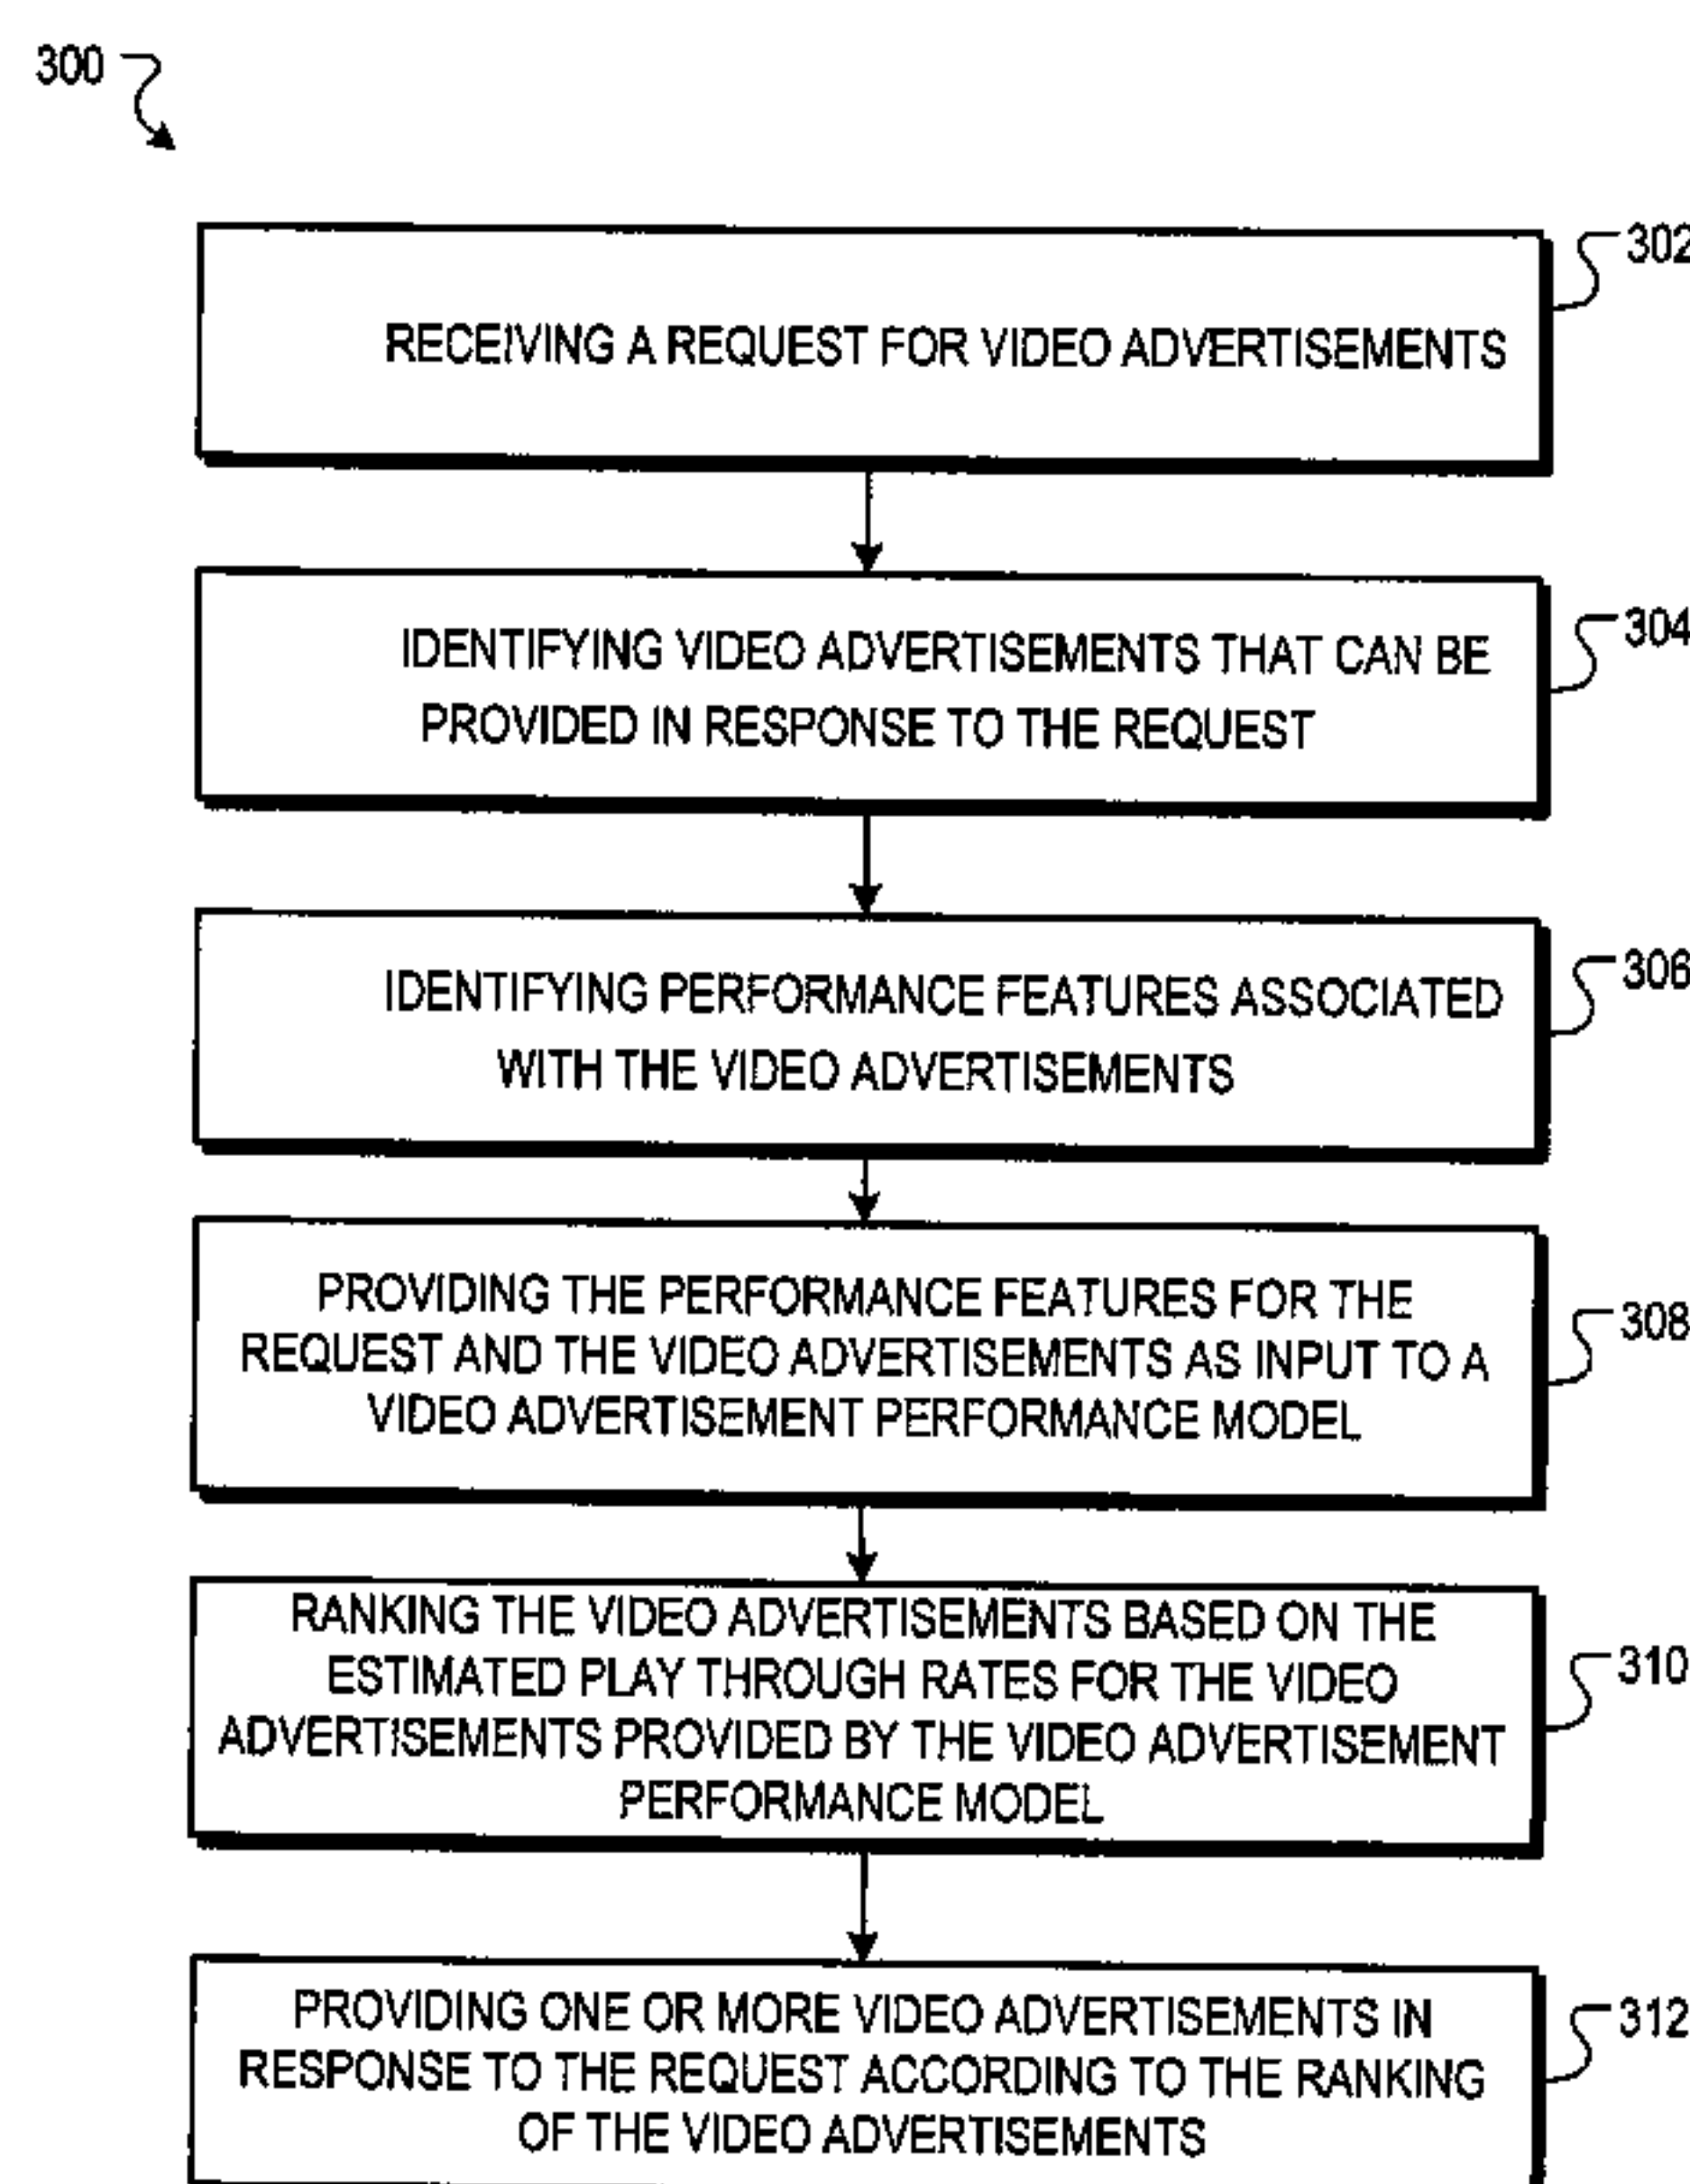 300
302
RECEIVING A REQUEST FOR VIDEO ADVERTISEMENTS
304
IDENTIFYING VIDEO ADVERTISEMENTS THAT CAN BE
PROVIDED IN RESPONSE TO THE REQUEST
306
IDENTIFYING PERFORMANCE FEATURES ASSOCIATED
WITH THE VIDEO ADVERTISEMENTS
308
PROVIDING THE PERFORMANCE FEATURES FOR THE
REQUEST AND THE VIDEO ADVERTISEMENTS AS INPUT TO A
VIDEO ADVERTISEMENT PERFORMANCE MODEL
310
RANKING THE VIDEO ADVERTISEMENTS BASED ON THE
ESTIMATED PLAY THROUGH RATES FOR THE VIDEO
ADVERTISEMENTS PROVIDED BY THE VIDEO ADVERTISEMENT
PERFORMANCE MODEL
312
PROVIDING ONE OR MORE VIDEO ADVERTISEMENTS IN
RESPONSE TO THE REQUEST ACCORDING TO THE RANKING
OF THE VIDEO ADVERTISEMENTS